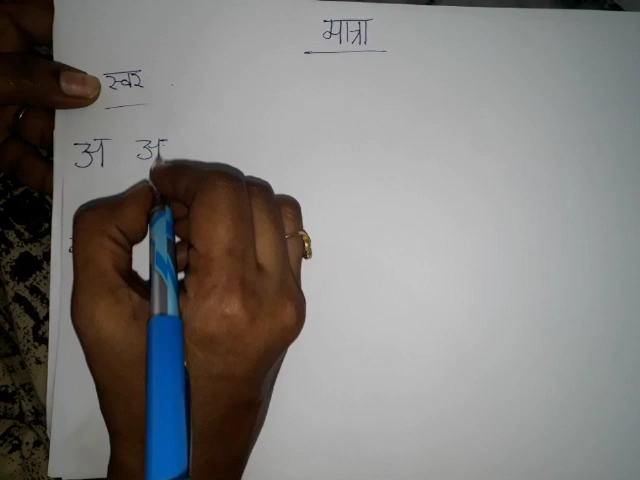 मात्रा
स्वर
अ अ